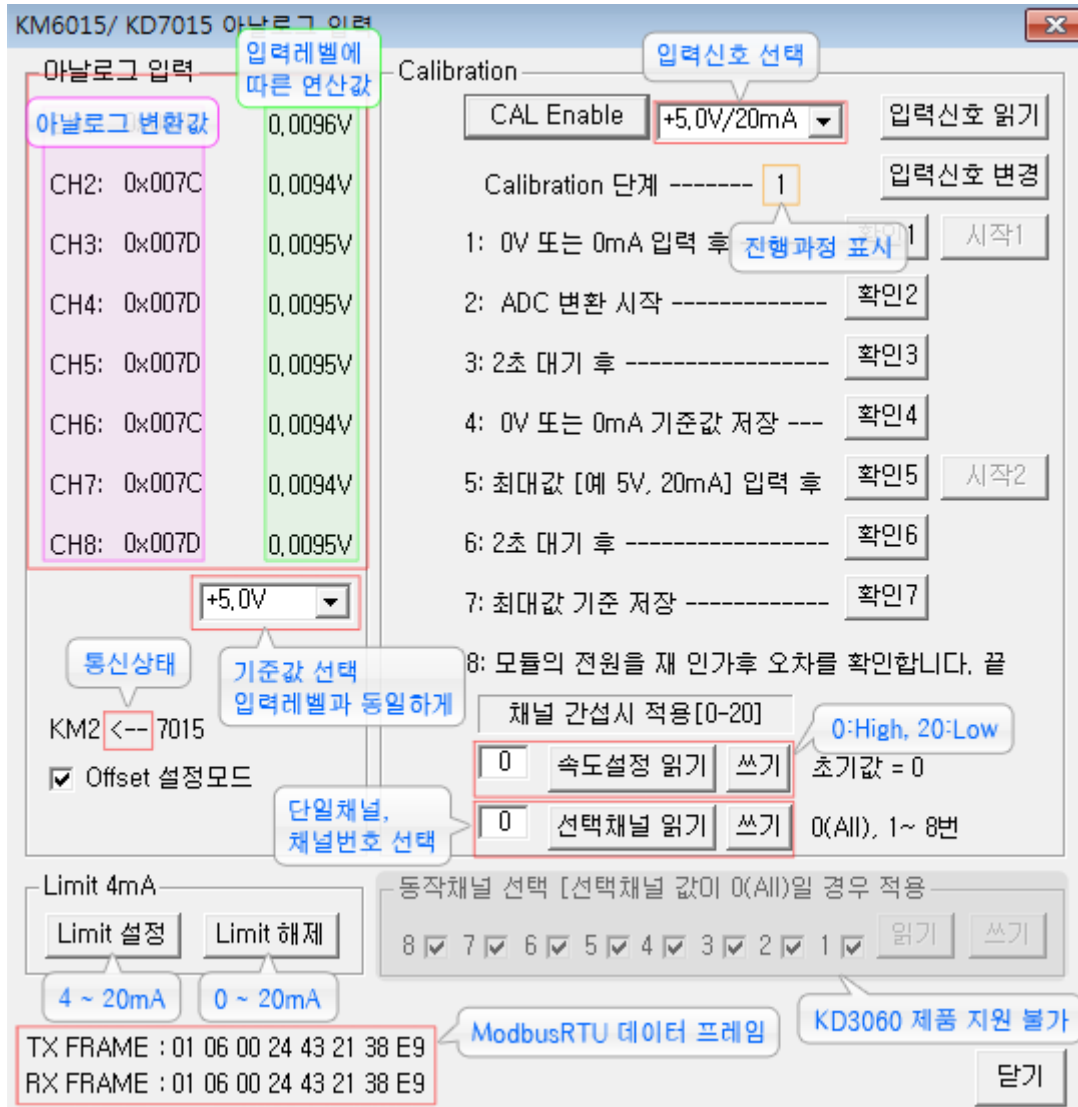 KM6015/ KD7015 아날로그 입력
아날로그 입력
입력레벨에
따른 연산값
아날로그 변환값
0,0096V
CH2: 0x007C 0,0094V
CH3: 0x007D 0,0095V
CH4: 0x007D 0,0095V
CH5: 0x007D 0,0095V
CH6: 0x007C 0,0094V
CH7: 0x007C 0,0094V
CH8: 0x007D 0,0095V
+5,0V
통신상태
기준값 선택
입력레벨과 동일하게
KM2 <-- 7015
Offset 설정모드
Calibration
입력신호 선택
CAL Enable +5,0V/20mA 입력신호 읽기
입력신호 변경
Calibration 단계 ------- 1
진행과정 표시
1: 0V 또는 0mA 입력 후 확인1 시작1
2: ADC 변환 시작 ------------- 확인2
3: 2초 대기 후 ----------------- 확인3
4: 0V 또는 0mA 기준값 저장 --- 확인4
5: 최대값 [예 5V, 20mA] 입력 후 확인5 시작2
6: 2초 대기 후 ----------------- 확인6
7: 최대값 기준 저장 ------------ 확인7
8: 모듈의 전원을 재 인가후 오차를 확인합니다, 끝
채널 간섭시 적용[0-20]
0:High, 20:Low
0 속도설정 읽기 쓰기 초기값 = 0
단일채널,
채널번호 선택
0 선택채널 읽기 쓰기 0(All), 1~ 8번
Limit 4mA
Limit 설정 Limit 해제
4 ~ 20mA 0 ~ 20mA
동작채널 선택 [선택채널 값이 0(All)일 경우 적용
8 7 6 5 4 3 2 1 읽기 쓰기
KD3060 제품 지원 불가
ModbusRTU 데이터 프레임
TX FRAME : 01 06 00 24 43 21 38 E9
RX FRAME : 01 06 00 24 43 21 38 E9
닫기